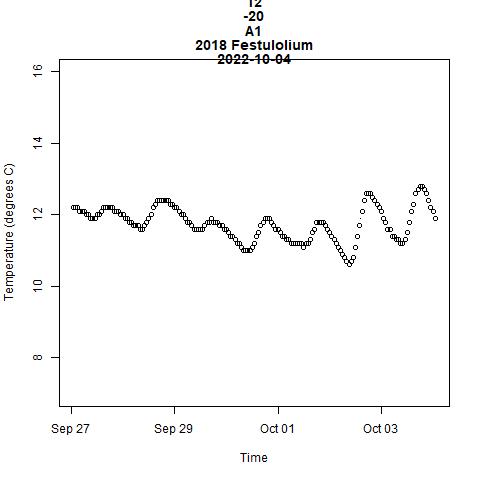 12
-20
A1
2018 Festulolium
2022-10-04
16
14
12
10
8
Temperature (degrees C)
Sep 27
Sep 29
Oct 01
Oct 03
Time